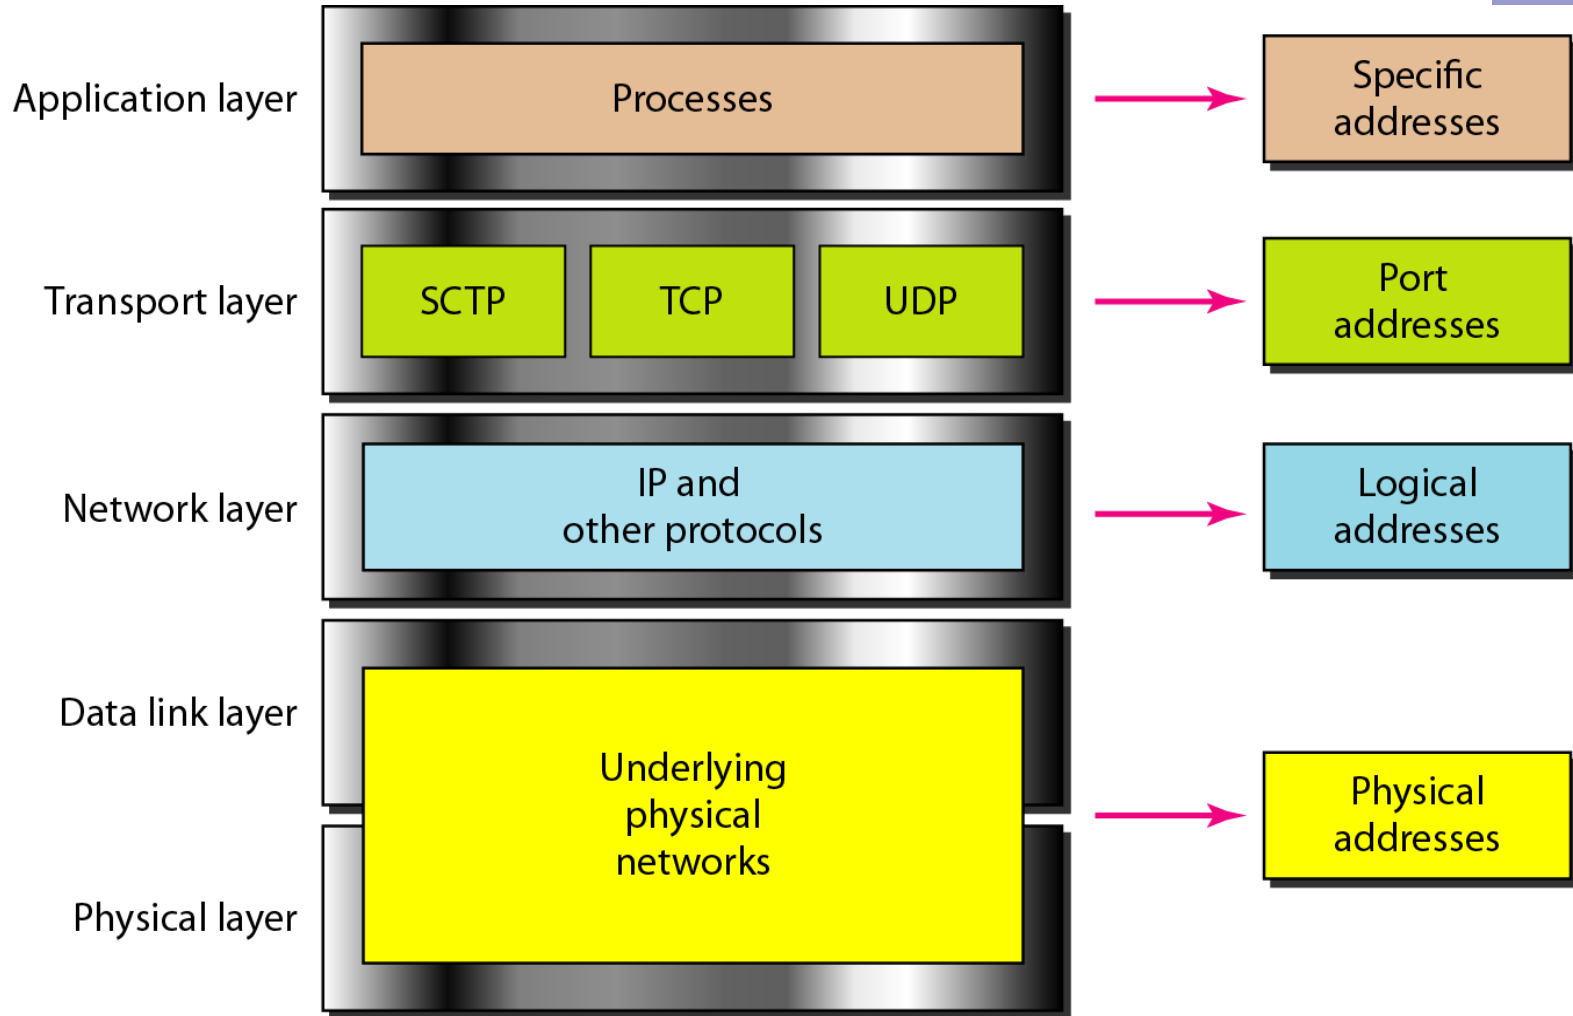 Application layer
Processes
Specific
addresses
Transport layer
SCTP
TCP
UDP
Port
addresses
Network layer
IP and
other protocols
Logical
addresses
Data link layer
Underlying
physical
networks
Physical
addresses
Physical layer